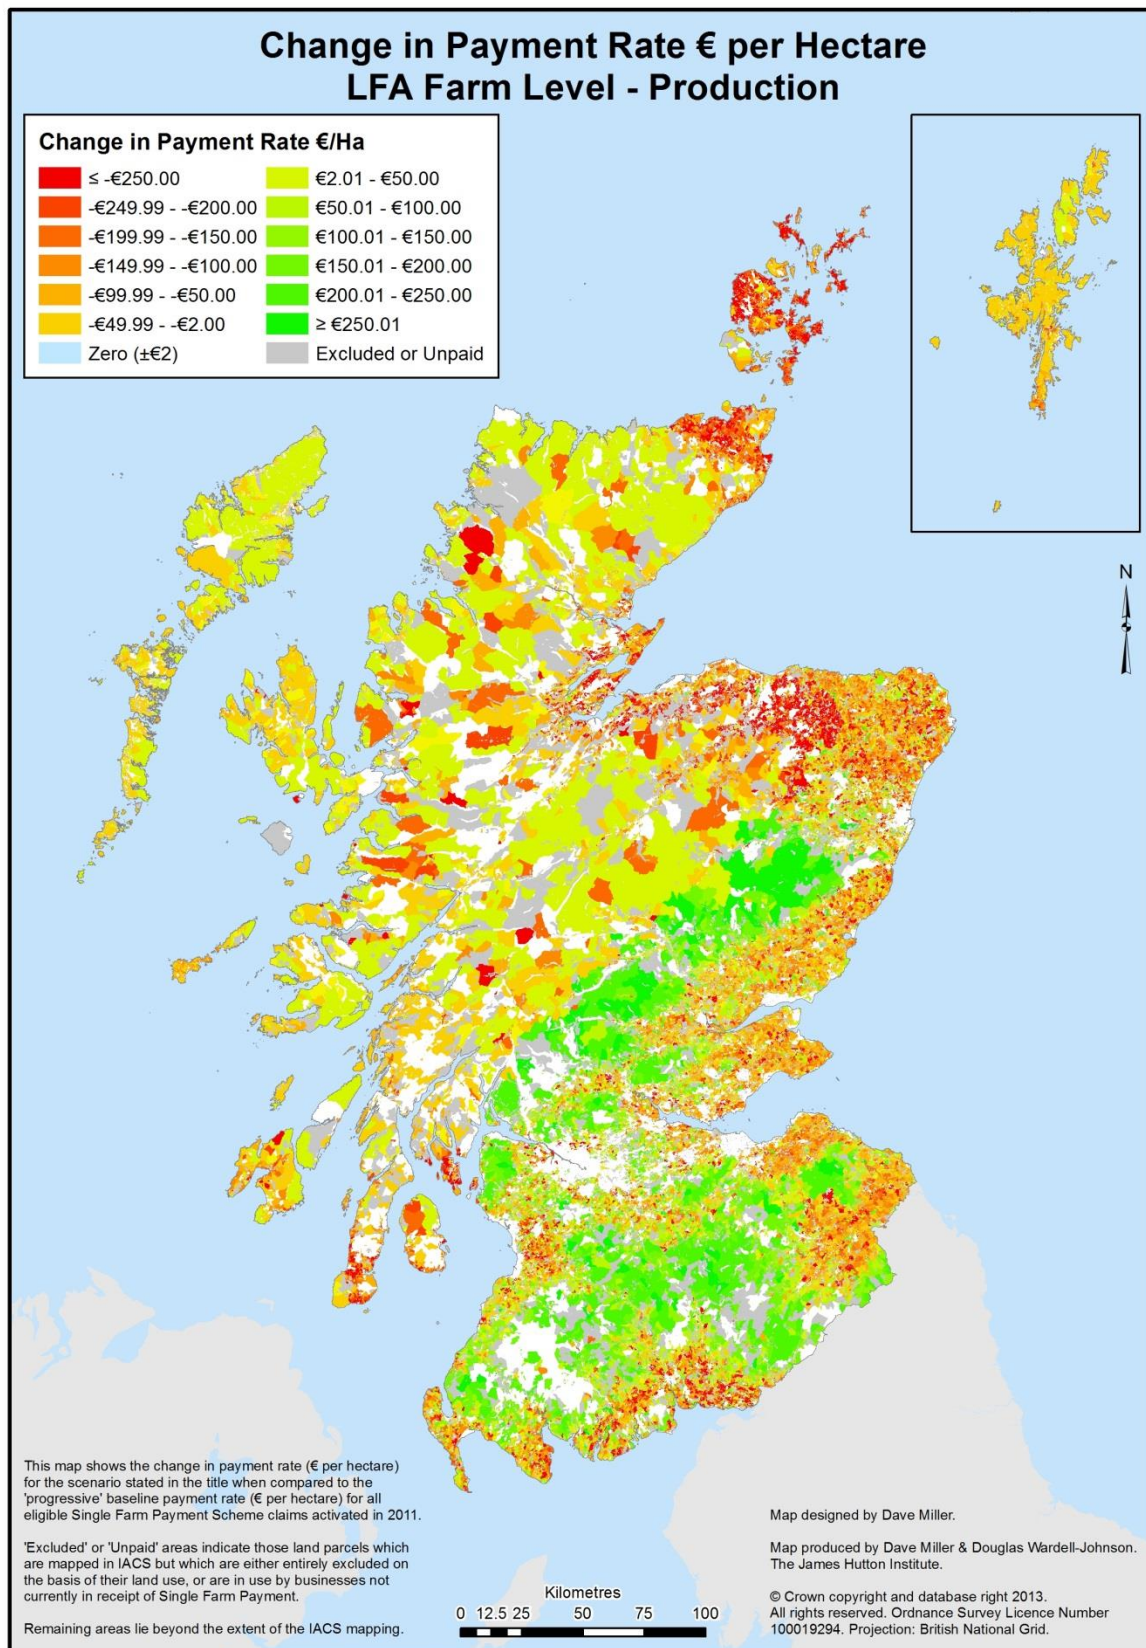 Change in Payment Rate € per Hectare
LFA Farm Level - Production
Change in Payment Rate €/Ha
≤ -€250.00
-€249.99 - -€200.00
-€199.99 - -€150.00
-€149.99 - -€100.00
-€99.99 - -€50.00
-€49.99 - -€2.00
Zero (±€2)
€2.01 - €50.00
€50.01 - €100.00
€100.01 - €150.00
€150.01 - €200.00
€200.01 - €250.00
≥ €250.01
Excluded or Unpaid
N
This map shows the change in payment rate (€ per hectare)
for the scenario stated in the title when compared to the
'progressive' baseline payment rate (€ per hectare) for all
eligible Single Farm Payment Scheme claims activated in 2011.
'Excluded' or 'Unpaid' areas indicate those land parcels which
are mapped in IACS but which are either entirely excluded on
the basis of their land use, or are in use by businesses not
currently in receipt of Single Farm Payment.
Remaining areas lie beyond the extent of the IACS mapping.
Kilometres
0 12.5 25 50 75 100
Map designed by Dave Miller.
Map produced by Dave Miller & Douglas Wardell-Johnson.
The James Hutton Institute.
© Crown copyright and database right 2013.
All rights reserved. Ordnance Survey Licence Number
100019294. Projection: British National Grid.